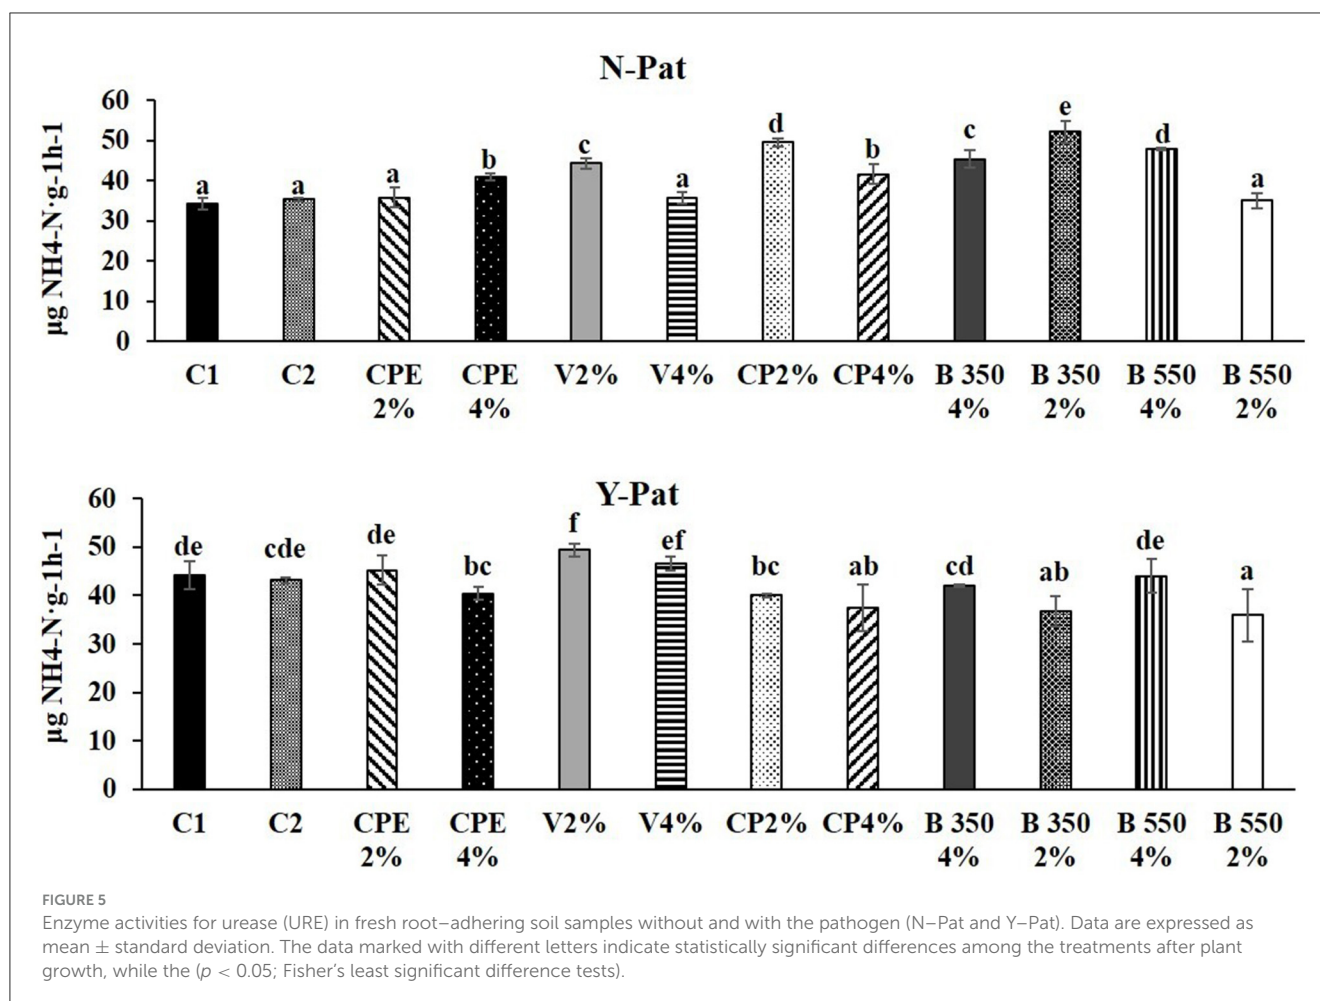 N-Pat
µg NH4-N·g-1h-1
60
50
40
30
20
10
0
a a a b c a d b c e d a
C1 C2 CPE 2% CPE 4% V2% V4% CP2% CP4% B 350 4% B 350 2% B 550 4% B 550 2%
Y-Pat
µg NH4-N·g-1h-1
60
50
40
30
20
10
0
de cde de bc f ef bc ab cd ab de a
C1 C2 CPE 2% CPE 4% V2% V4% CP2% CP4% B 350 4% B 350 2% B 550 4% B 550 2%
FIGURE 5
Enzyme activities for urease (URE) in fresh root–adhering soil samples without and with the pathogen (N–Pat and Y–Pat). Data are expressed as
mean ± standard deviation. The data marked with different letters indicate statistically significant differences among the treatments after plant
growth, while the (p < 0.05; Fisher's least significant difference tests).